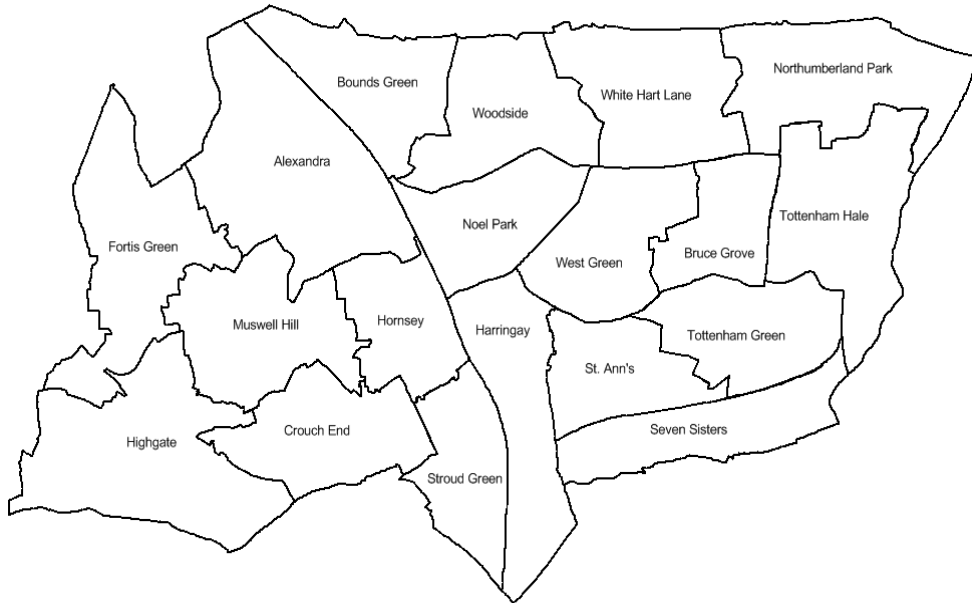 Northumberland Park
Bounds Green
White Hart Lane
Woodside
Alexandra
Tottenham Hale
Noel Park
Fortis Green
Bruce Grove
West Green
Muswell Hill
Hornsey
Harringay
Tottenham Green
St. Ann's
Crouch End
Seven Sisters
Highgate
Stroud Green